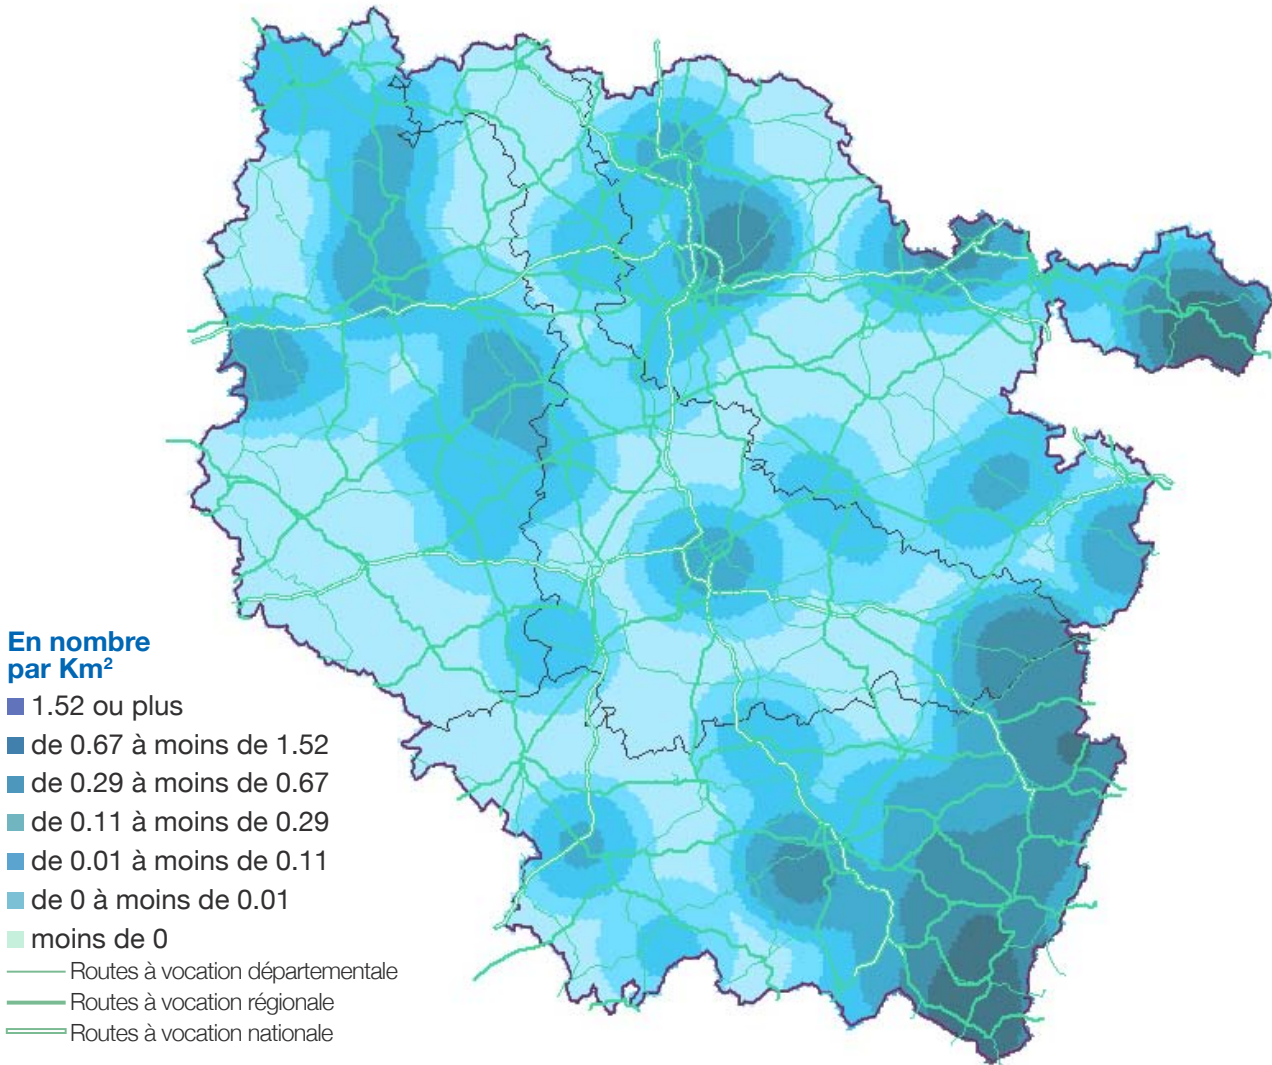 En nombre
par Km²
1.52 ou plus
de 0.67 à moins de 1.52
de 0.29 à moins de 0.67
de 0.11 à moins de 0.29
de 0.01 à moins de 0.11
de 0 à moins de 0.01
moins de 0
Routes à vocation départementale
Routes à vocation régionale
Routes à vocation nationale